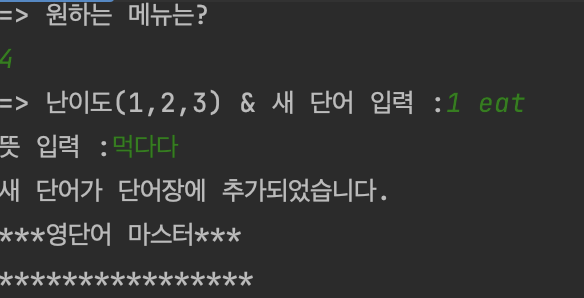 => 원하는 메뉴는?
4
=> 난이도(1,2,3) & 새 단어 입력 :1 eat
뜻 입력 :먹다다
새 단어가 단어장에 추가되었습니다.
***영단어 마스터***
****************